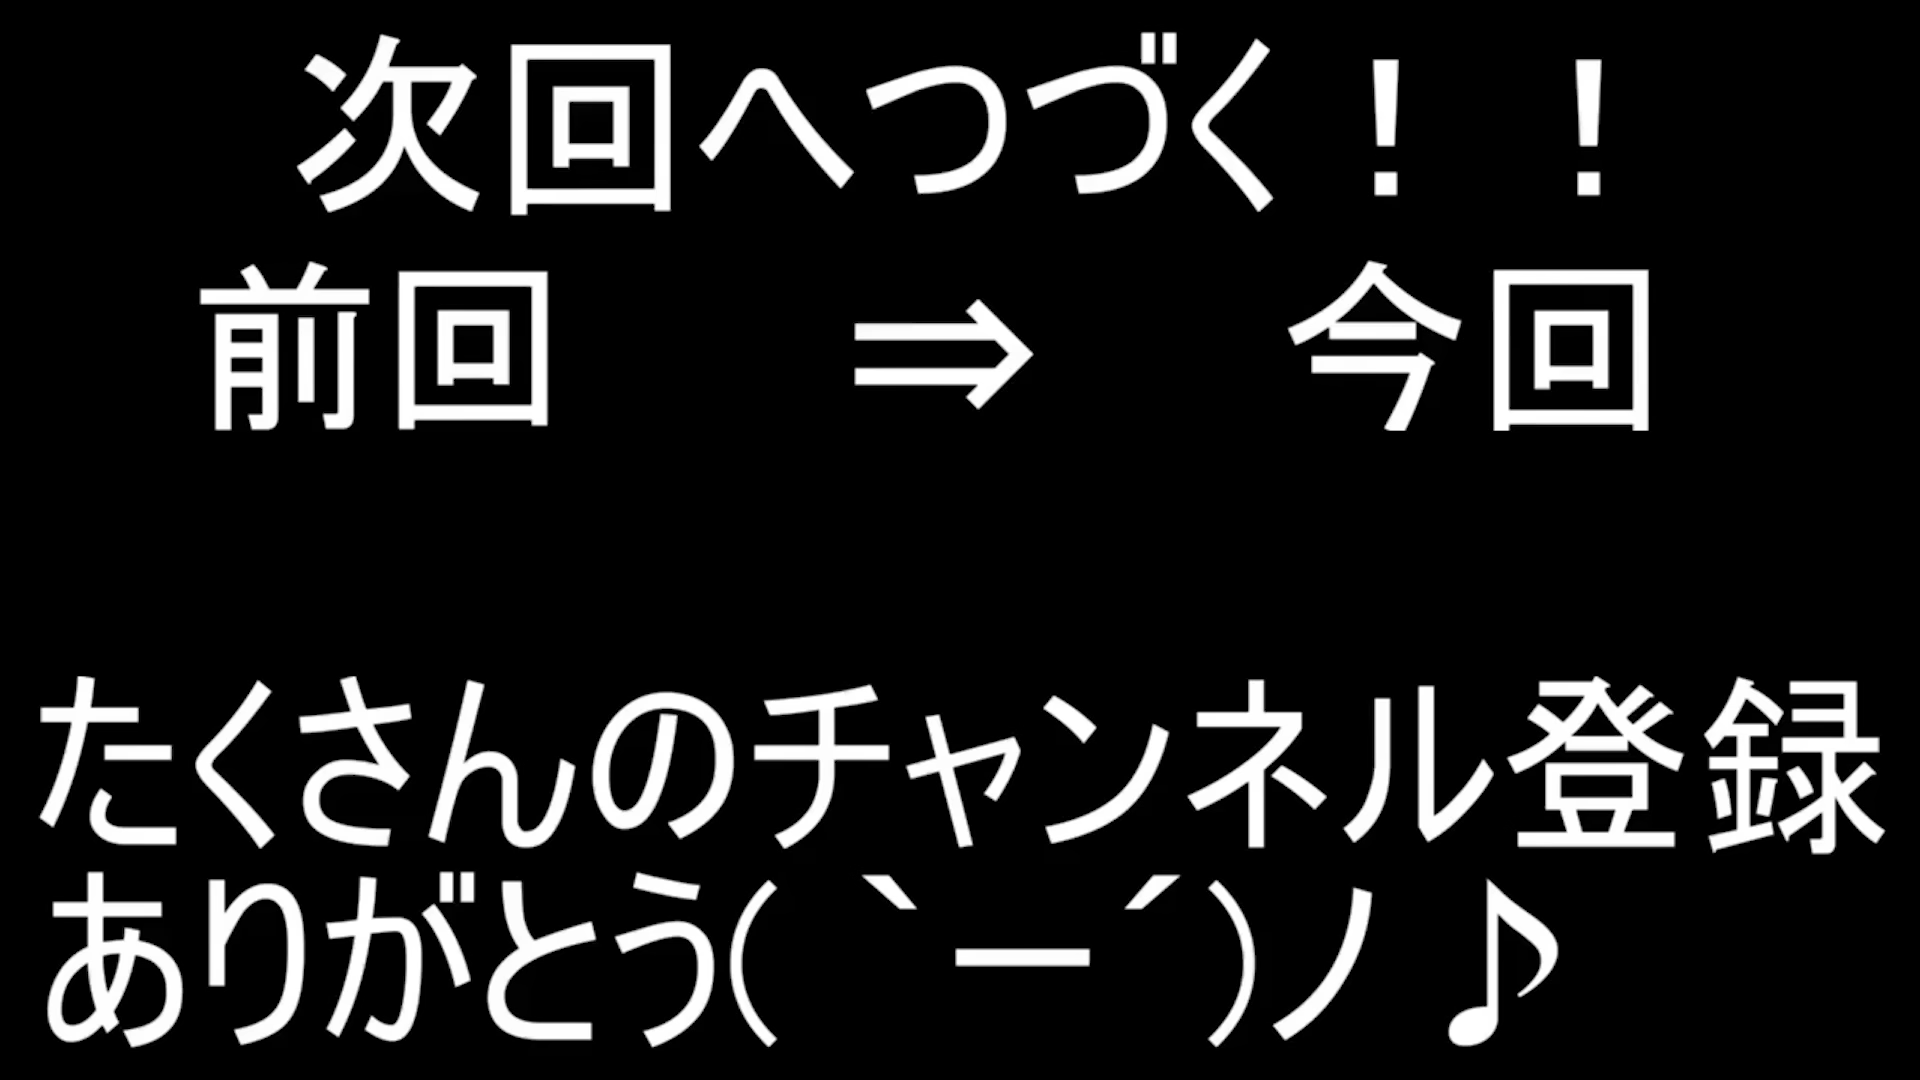 次回へつづく！！
前回　⇒　今回
たくさんのチャンネル登録
ありがとう( `ー´)ノ♪